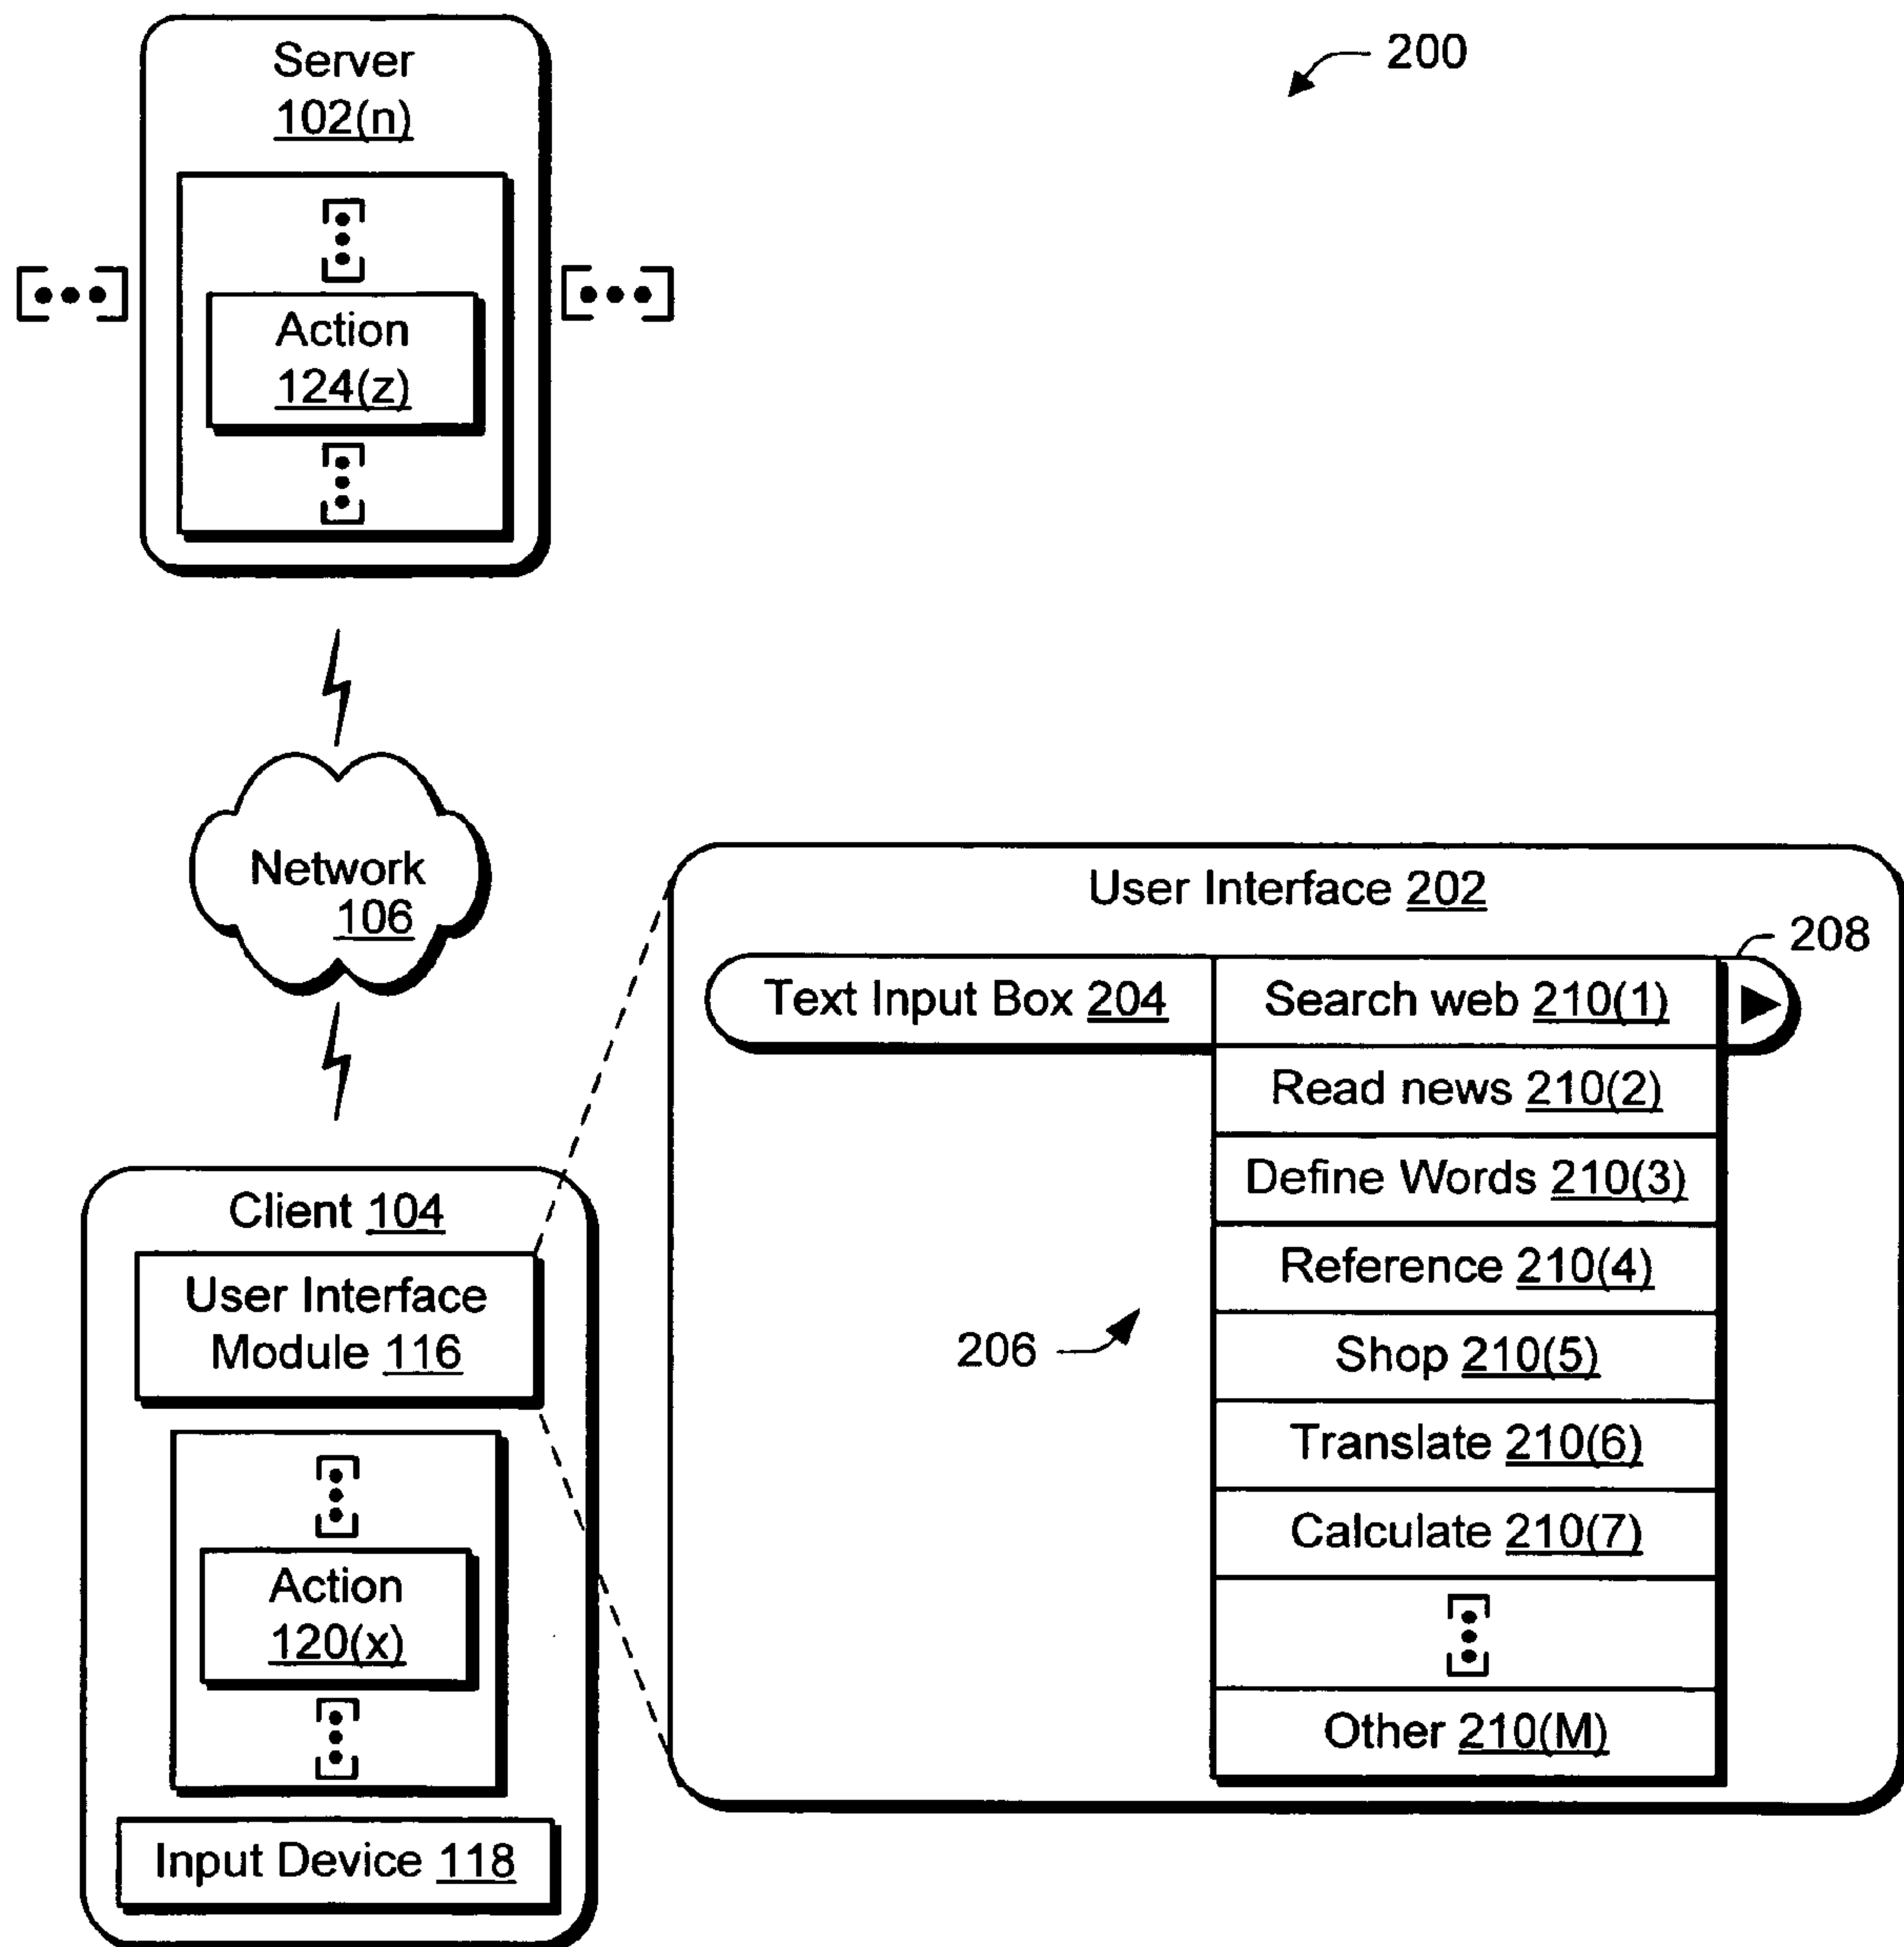 Server
102(n)
200
Action
124(z)
Network
106
User Interface 202
208
Text Input Box 204
Search web 210(1)
Read news 210(2)
Define Words 210(3)
Reference 210(4)
206
Shop 210(5)
Translate 210(6)
Calculate 210(7)
Other 210(M)
Client 104
User Interface
Module 116
Action
120(x)
Input Device 118